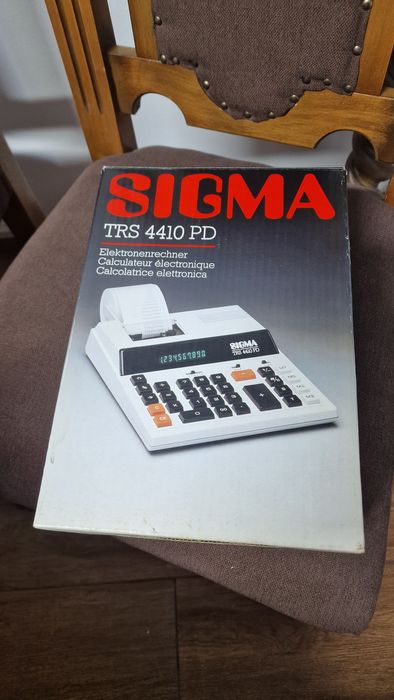 SIGMA
TRS 4410 PD
Elektronenrechner
Calculateur électronique
Calcolatrice elettronica
1234567890
SIGMA
TRS 4410 PD